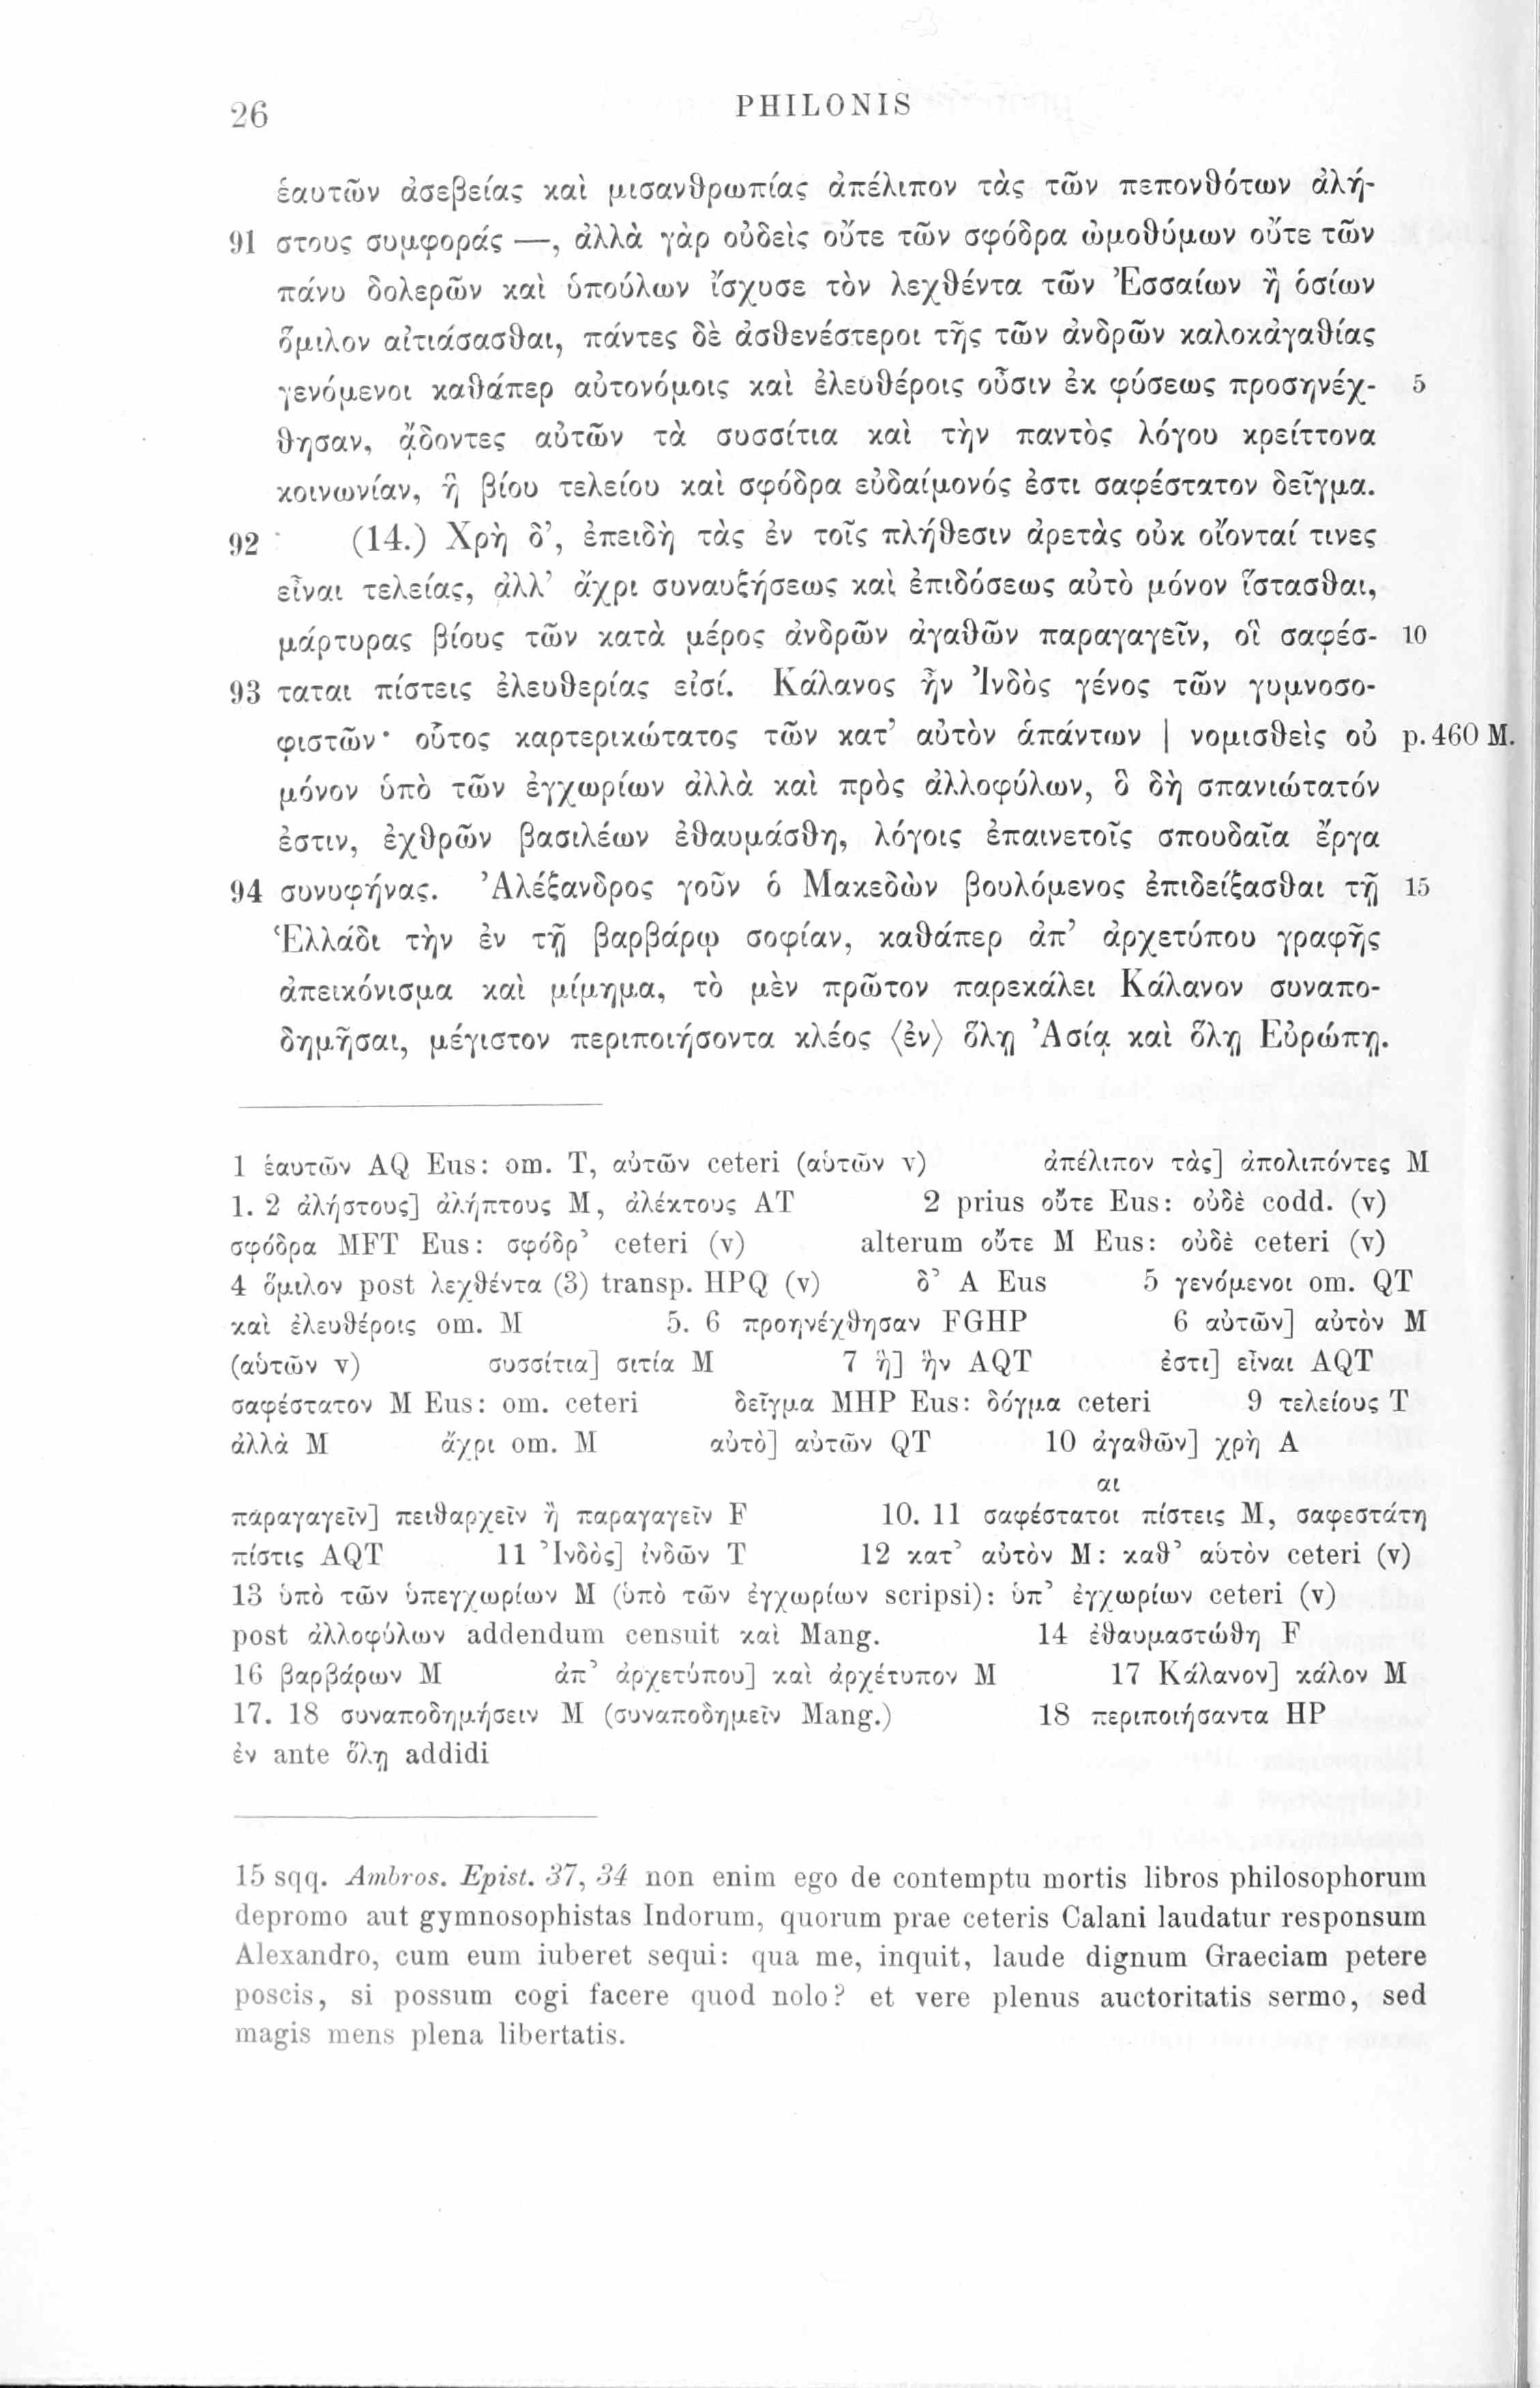 26 PHILONIS
ἑαυτῶν ἀσεβείας καὶ μισανθρωπίας ἀπέλιπον τὰς τῶν πεπονθότων ἀλή-
91 στους συμφοράς —, ἀλλὰ γὰρ οὐδεὶς οὔτε τῶν σφόδρα ὠμοθύμων οὔτε τῶν
πάνυ δολερῶν καὶ ὑπούλων ἴσχυσε τὸν λεχθέντα τῶν Ἐσσαίων ἢ ὁσίων
ὅμιλον αἰτιάσασθαι, πάντες δὲ ἀσθενέστεροι τῆς τῶν ἀνδρῶν καλοκἀγαθίας
γενόμενοι καθάπερ αὐτονόμοις καὶ ἐλευθέροις οὖσιν ἐκ φύσεως προσηνέχ- 5
θησαν, ᾄδοντες αὐτῶν τὰ συσσίτια καὶ τὴν παντὸς λόγου κρείττονα
κοινωνίαν, ἣ βίου τελείου καὶ σφόδρα εὐδαίμονός ἐστι σαφέστατον δεῖγμα.
92 (14.) Χρὴ δ’, ἐπειδὴ τὰς ἐν τοῖς πλήθεσιν ἀρετὰς οὐκ οἴονταί τινες
εἶναι τελείας, ἀλλ’ ἄχρι συναυξήσεως καὶ ἐπιδόσεως αὐτὸ μόνον ἵστασθαι,
μάρτυρας βίους τῶν κατὰ μέρος ἀνδρῶν ἀγαθῶν παραγαγεῖν, οἳ σαφέσ- 10
93 ταται πίστεις ἐλευθερίας εἰσί. Κάλανος ἦν Ἰνδὸς γένος τῶν γυμνοσο-
φιστῶν· οὗτος καρτερικώτατος τῶν κατ’ αὐτὸν ἁπάντων | νομισθεὶς οὐ p. 460 M.
μόνον ὑπὸ τῶν ἐγχωρίων ἀλλὰ καὶ πρὸς ἀλλοφύλων, ὃ δὴ σπανιώτατόν
ἐστιν, ἐχθρῶν βασιλέων ἐθαυμάσθη, λόγοις ἐπαινετοῖς σπουδαῖα ἔργα
94 συνυφήνας. Ἀλέξανδρος γοῦν ὁ Μακεδὼν βουλόμενος ἐπιδείξασθαι τῇ 15
Ἑλλάδι τὴν ἐν τῇ βαρβάρῳ σοφίαν, καθάπερ ἀπ’ ἀρχετύπου γραφῆς
ἀπεικόνισμα καὶ μίμημα, τὸ μὲν πρῶτον παρεκάλει Κάλανον συναπο-
δημῆσαι, μέγιστον περιποιήσοντα κλέος ⟨ἐν⟩ ὅλῃ Ἀσίᾳ καὶ ὅλῃ Εὐρώπῃ.
1 ἑαυτῶν AQ Eus: om. T, αὐτῶν ceteri (αὑτῶν v) ἀπέλιπον τὰς] ἀπολιπόντες M
1. 2 ἀλήστους] ἀλήπτους M, ἀλέκτους AT 2 prius οὔτε Eus: οὐδὲ codd. (v)
σφόδρα MFT Eus: σφόδρ’ ceteri (v) alterum οὔτε M Eus: οὐδὲ ceteri (v)
4 ὅμιλον post λεχθέντα (3) transp. HPQ (v) δ’ A Eus 5 γενόμενοι om. QT
καὶ ἐλευθέροις om. M 5. 6 προηνέχθησαν FGHP 6 αὐτῶν] αὐτὸν M
(αὑτῶν v) συσσίτια] σιτία M 7 ἣ] ἣν AQT ἐστι] εἶναι AQT
σαφέστατον M Eus: om. ceteri δεῖγμα MHP Eus: δόγμα ceteri 9 τελείους T
ἀλλὰ M ἄχρι om. M αὐτὸ] αὐτῶν QT 10 ἀγαθῶν] χρὴ A
αι
παραγαγεῖν] πειθαρχεῖν ἢ παραγαγεῖν F 10. 11 σαφέστατοι πίστεις M, σαφεστάτη
πίστις AQT 11 Ἰνδὸς] ἰνδῶν T 12 κατ’ αὐτὸν M: καθ’ αὑτὸν ceteri (v)
13 ὑπὸ τῶν ὑπεγχωρίων M (ὑπὸ τῶν ἐγχωρίων scripsi): ὑπ’ ἐγχωρίων ceteri (v)
post ἀλλοφύλων addendum censuit καὶ Mang. 14 ἐθαυμαστώθη F
16 βαρβάρων M ἀπ’ ἀρχετύπου] καὶ ἀρχέτυπον M 17 Κάλανον] κάλον M
17. 18 συναποδημήσειν M (συναποδημεῖν Mang.) 18 περιποιήσαντα HP
ἐν ante ὅλῃ addidi
15 sqq. Ambros. Epist. 37, 34 non enim ego de contemptu mortis libros philosophorum
depromo aut gymnosophistas Indorum, quorum prae ceteris Calani laudatur responsum
Alexandro, cum eum iuberet sequi: qua me, inquit, laude dignum Graeciam petere
poscis, si possum cogi facere quod nolo? et vere plenus auctoritatis sermo, sed
magis mens plena libertatis.